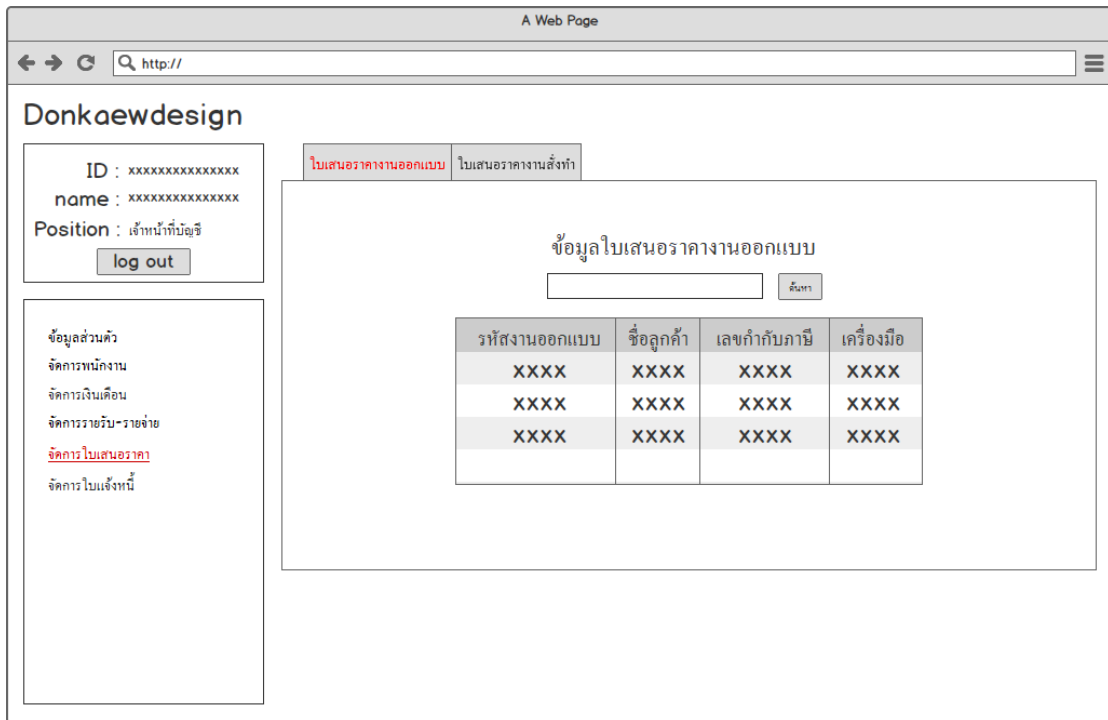 A Web Page
http://
Donkaewdesign
ID : xxxxxxxxxxxxxxx
name : xxxxxxxxxxxxxxx
Position : เจ้าหน้าที่บัญชี
log out
ข้อมูลส่วนตัว
จัดการพนักงาน
จัดการเงินเดือน
จัดการรายรับ-รายจ่าย
จัดการใบเสนอราคา
จัดการใบแจ้งหนี้
ใบเสนอราคางานออกแบบ ใบเสนอราคางานสั่งทำ
ข้อมูลใบเสนอราคางานออกแบบ
ค้นหา
รหัสงานออกแบบ ชื่อลูกค้า เลขกำกับภาษี เครื่องมือ
XXXX XXXX XXXX XXXX
XXXX XXXX XXXX XXXX
XXXX XXXX XXXX XXXX